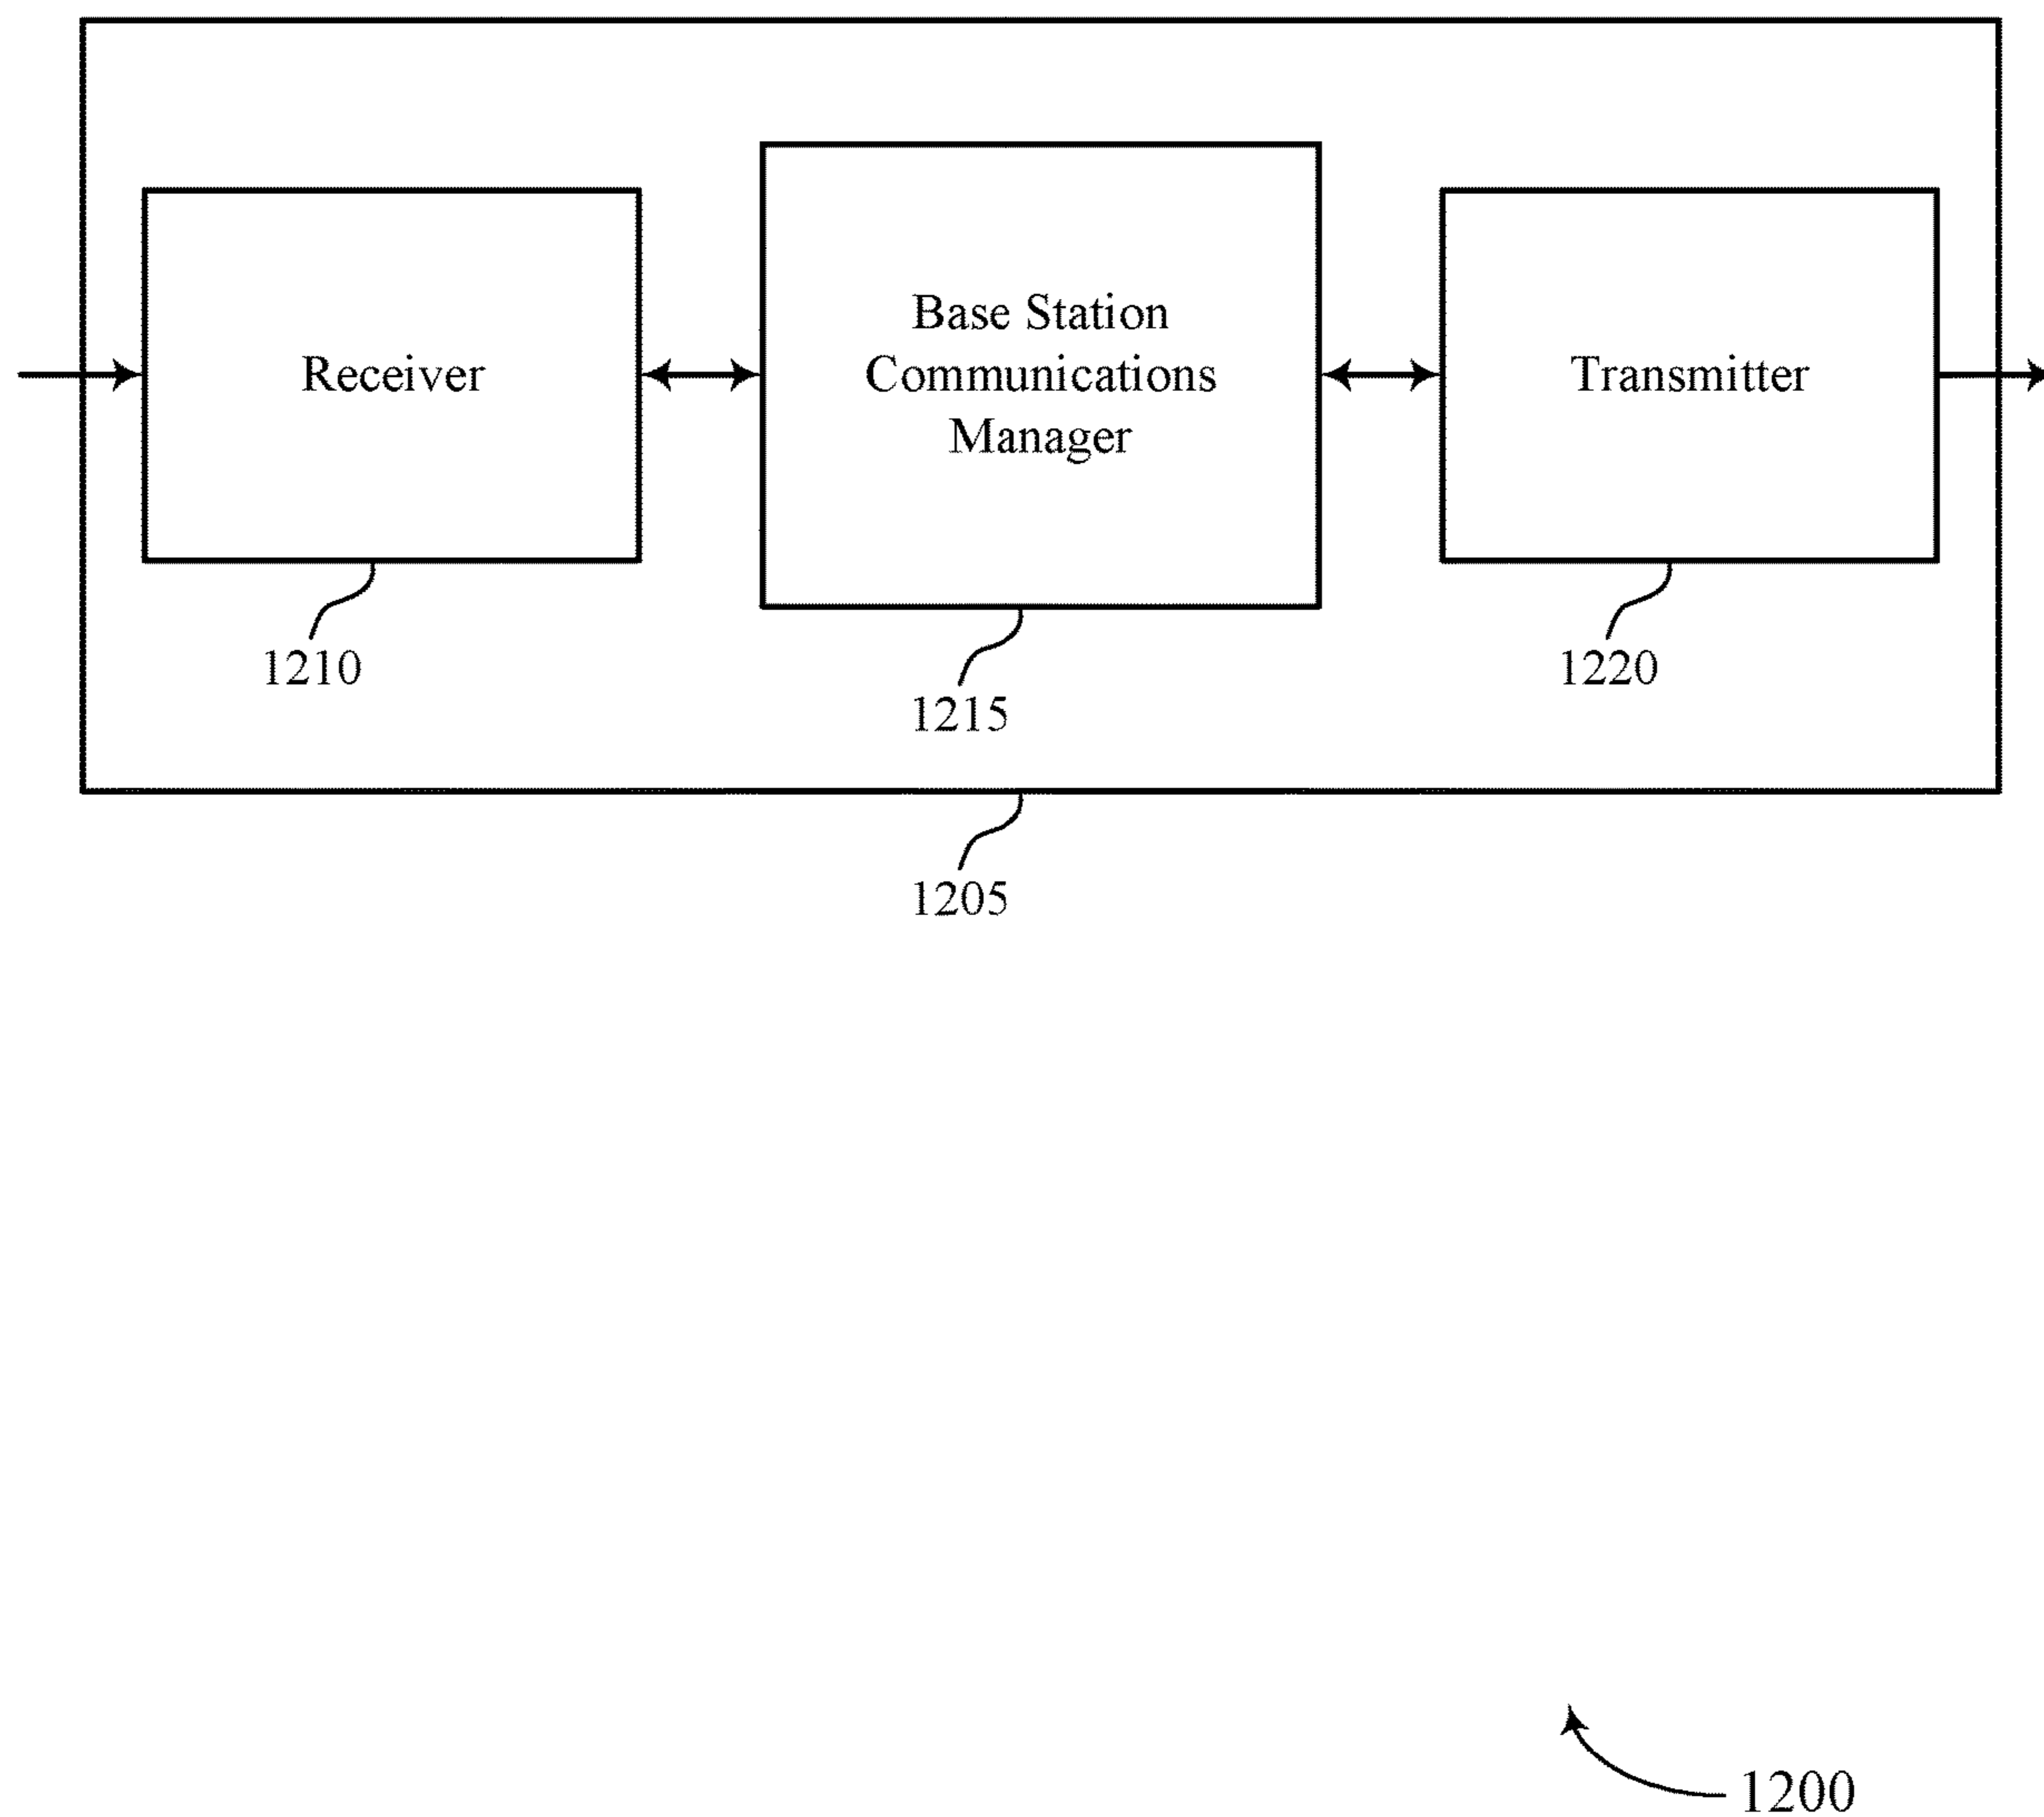 Receiver
Base Station
Communications
Manager
Transmitter
1210
1215
1220
1205
1200